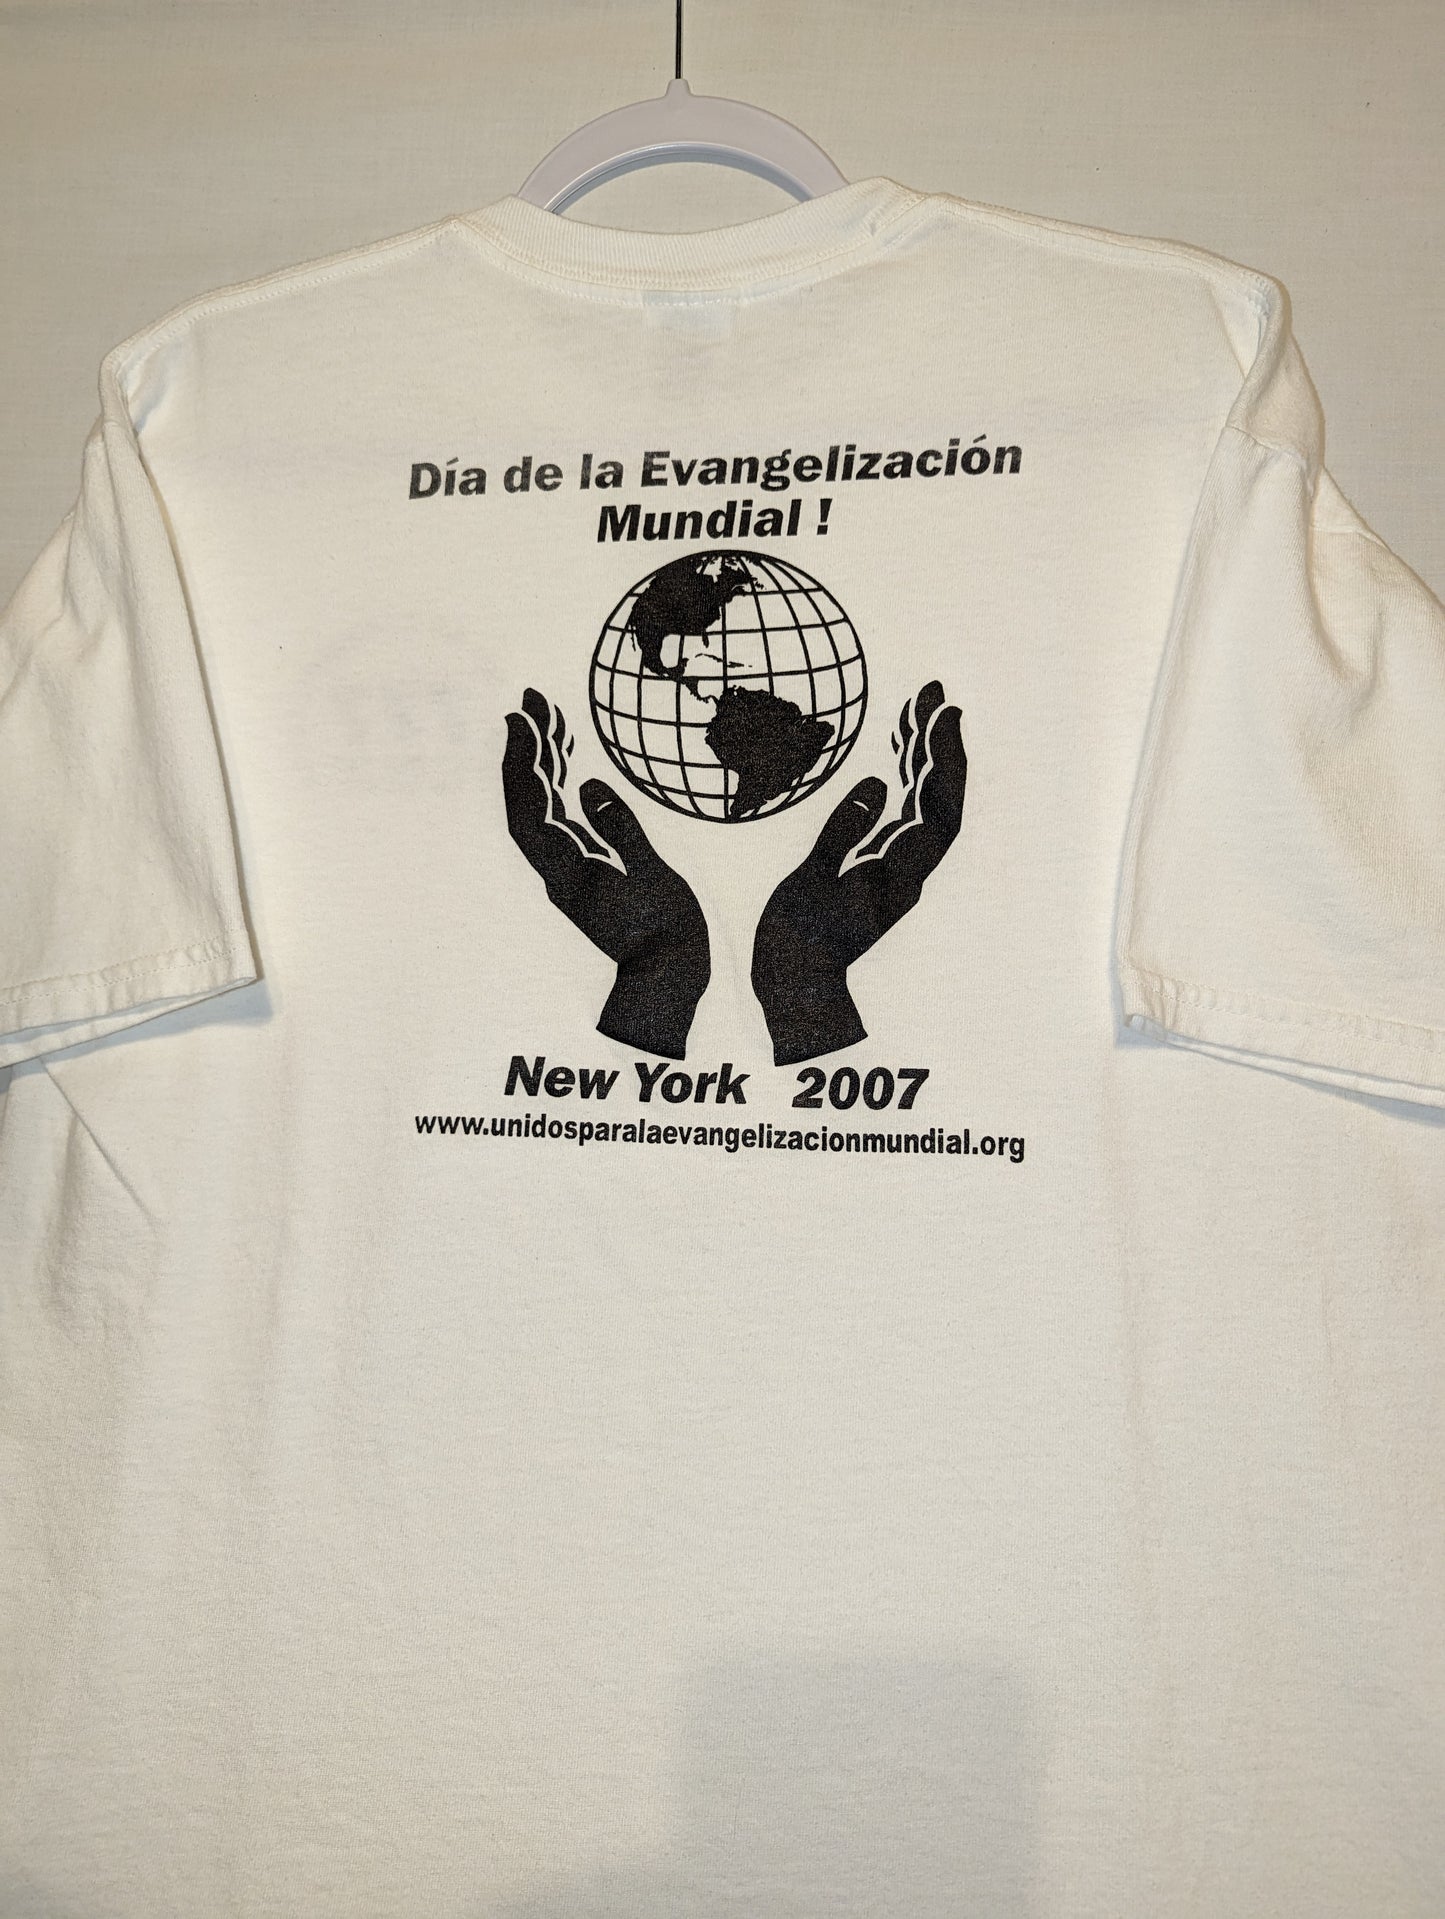 Día de la Evangelización
Mundial !
New York 2007
www.unidosparalaevangelizacionmundial.org